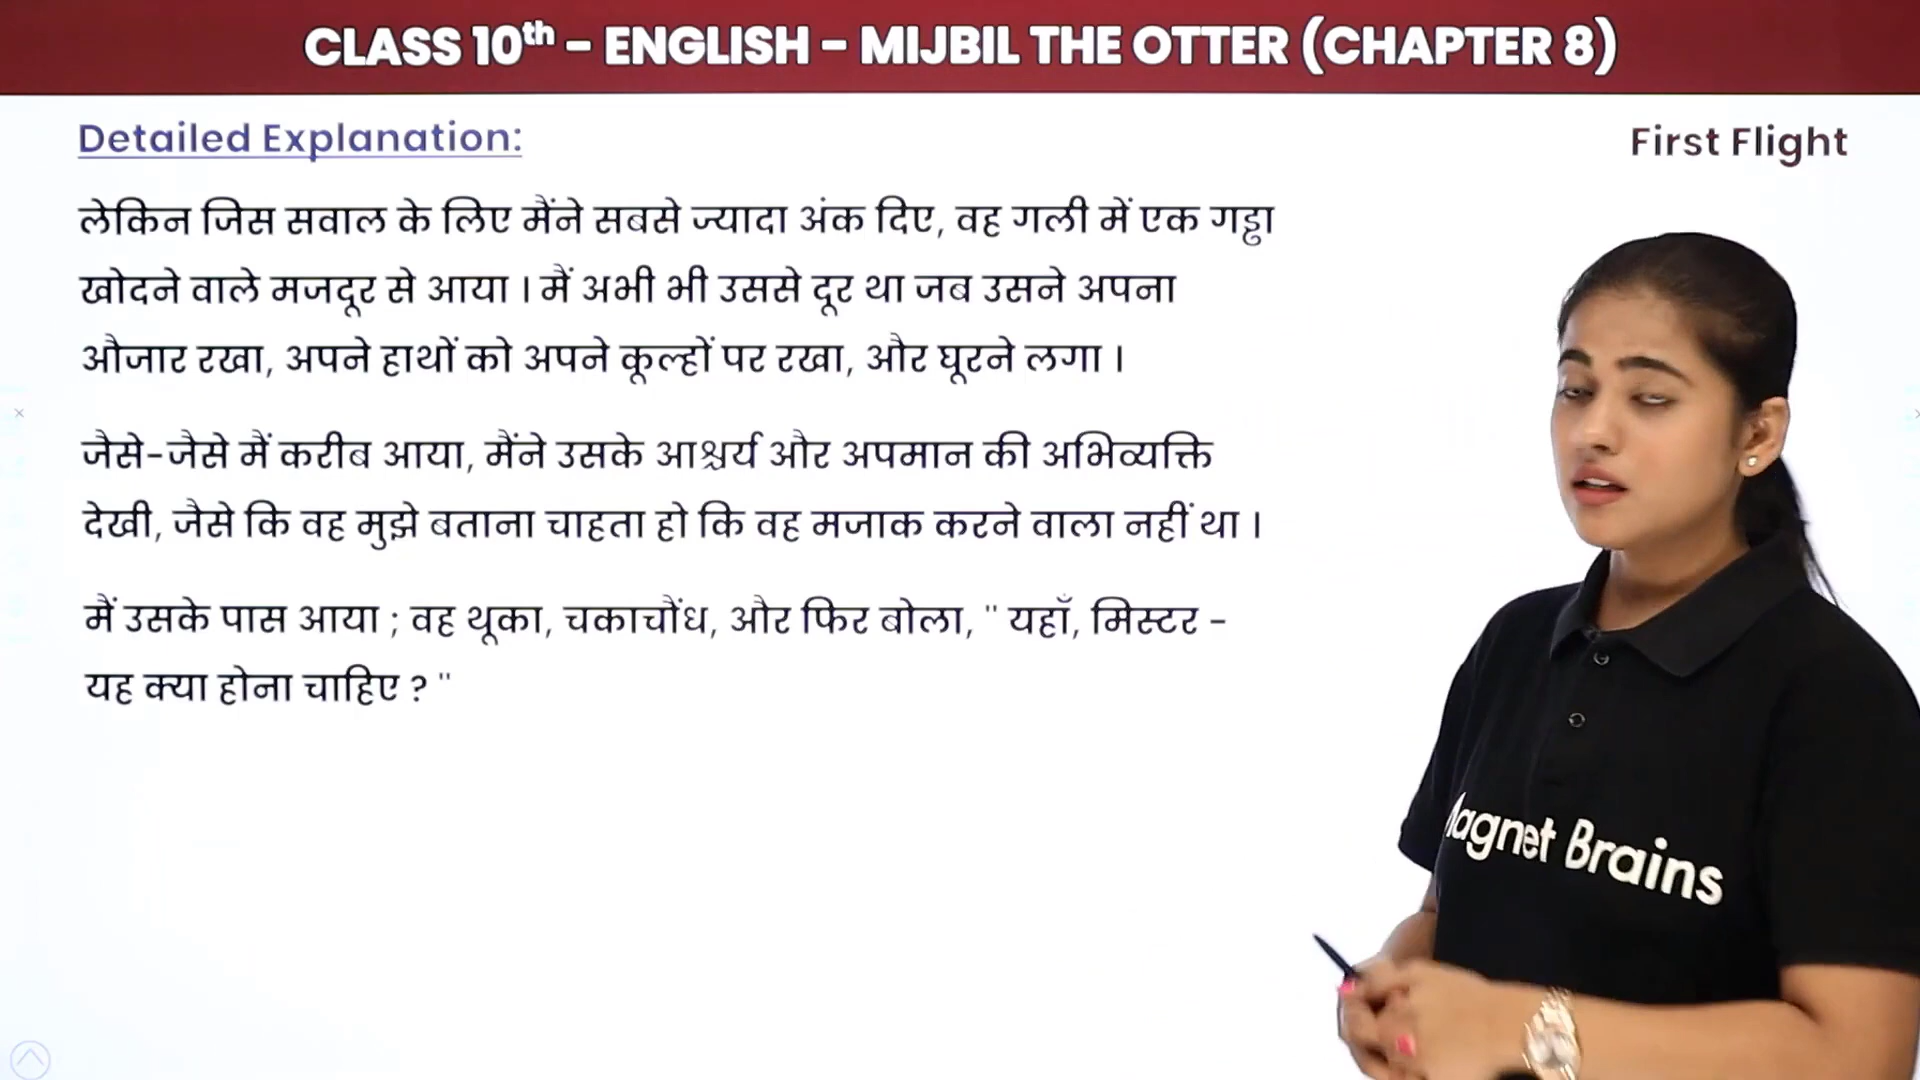 CLASS 10th – ENGLISH – MIJBIL THE OTTER (CHAPTER 8)
Detailed Explanation:
First Flight
लेकिन जिस सवाल के लिए मैंने सबसे ज्यादा अंक दिए, वह गली में एक गड्ढा
खोदने वाले मजदूर से आया । मैं अभी भी उससे दूर था जब उसने अपना
औजार रखा, अपने हाथों को अपने कूल्हों पर रखा, और घूरने लगा ।
जैसे-जैसे मैं करीब आया, मैंने उसके आश्चर्य और अपमान की अभिव्यक्ति
देखी, जैसे कि वह मुझे बताना चाहता हो कि वह मजाक करने वाला नहीं था ।
मैं उसके पास आया ; वह थूका, चकाचौंध, और फिर बोला, " यहाँ, मिस्टर -
यह क्या होना चाहिए ? "
Magnet Brains